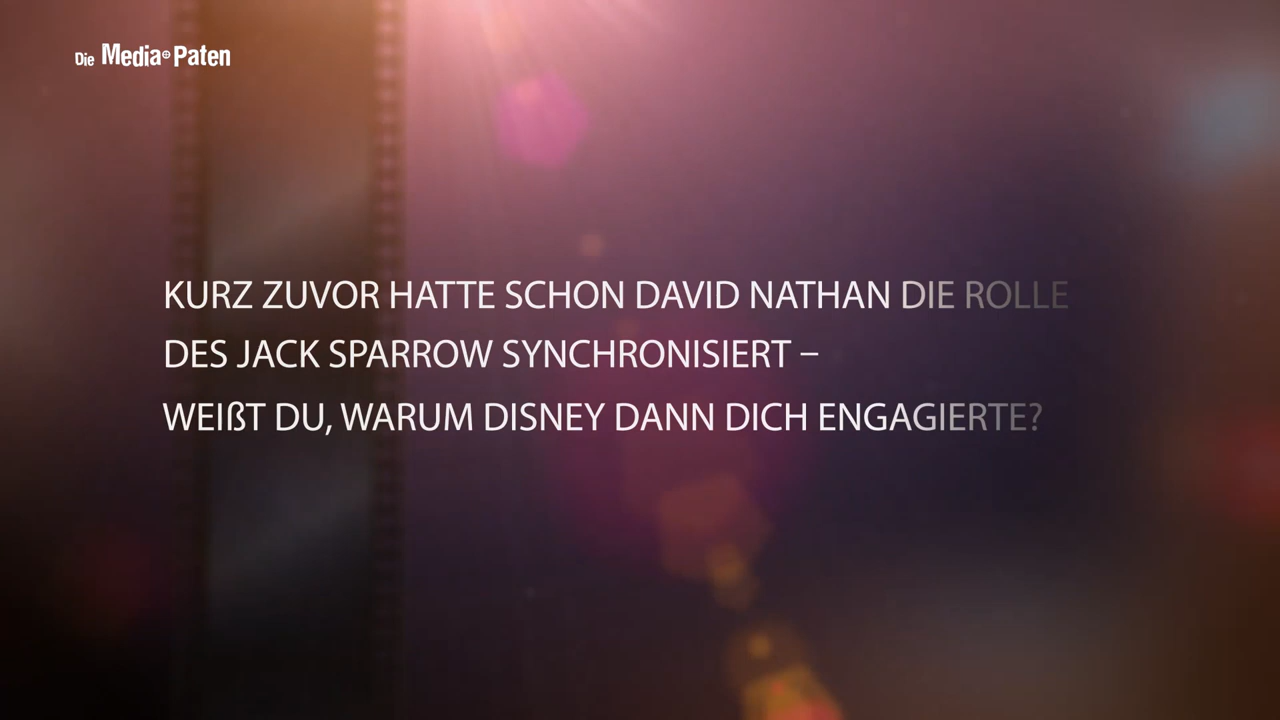 Die Media Paten
KURZ ZUVOR HATTE SCHON DAVID NATHAN DIE ROLLE
DES JACK SPARROW SYNCHRONISIERT –
WEIßT DU, WARUM DISNEY DANN DICH ENGAGIERTE?